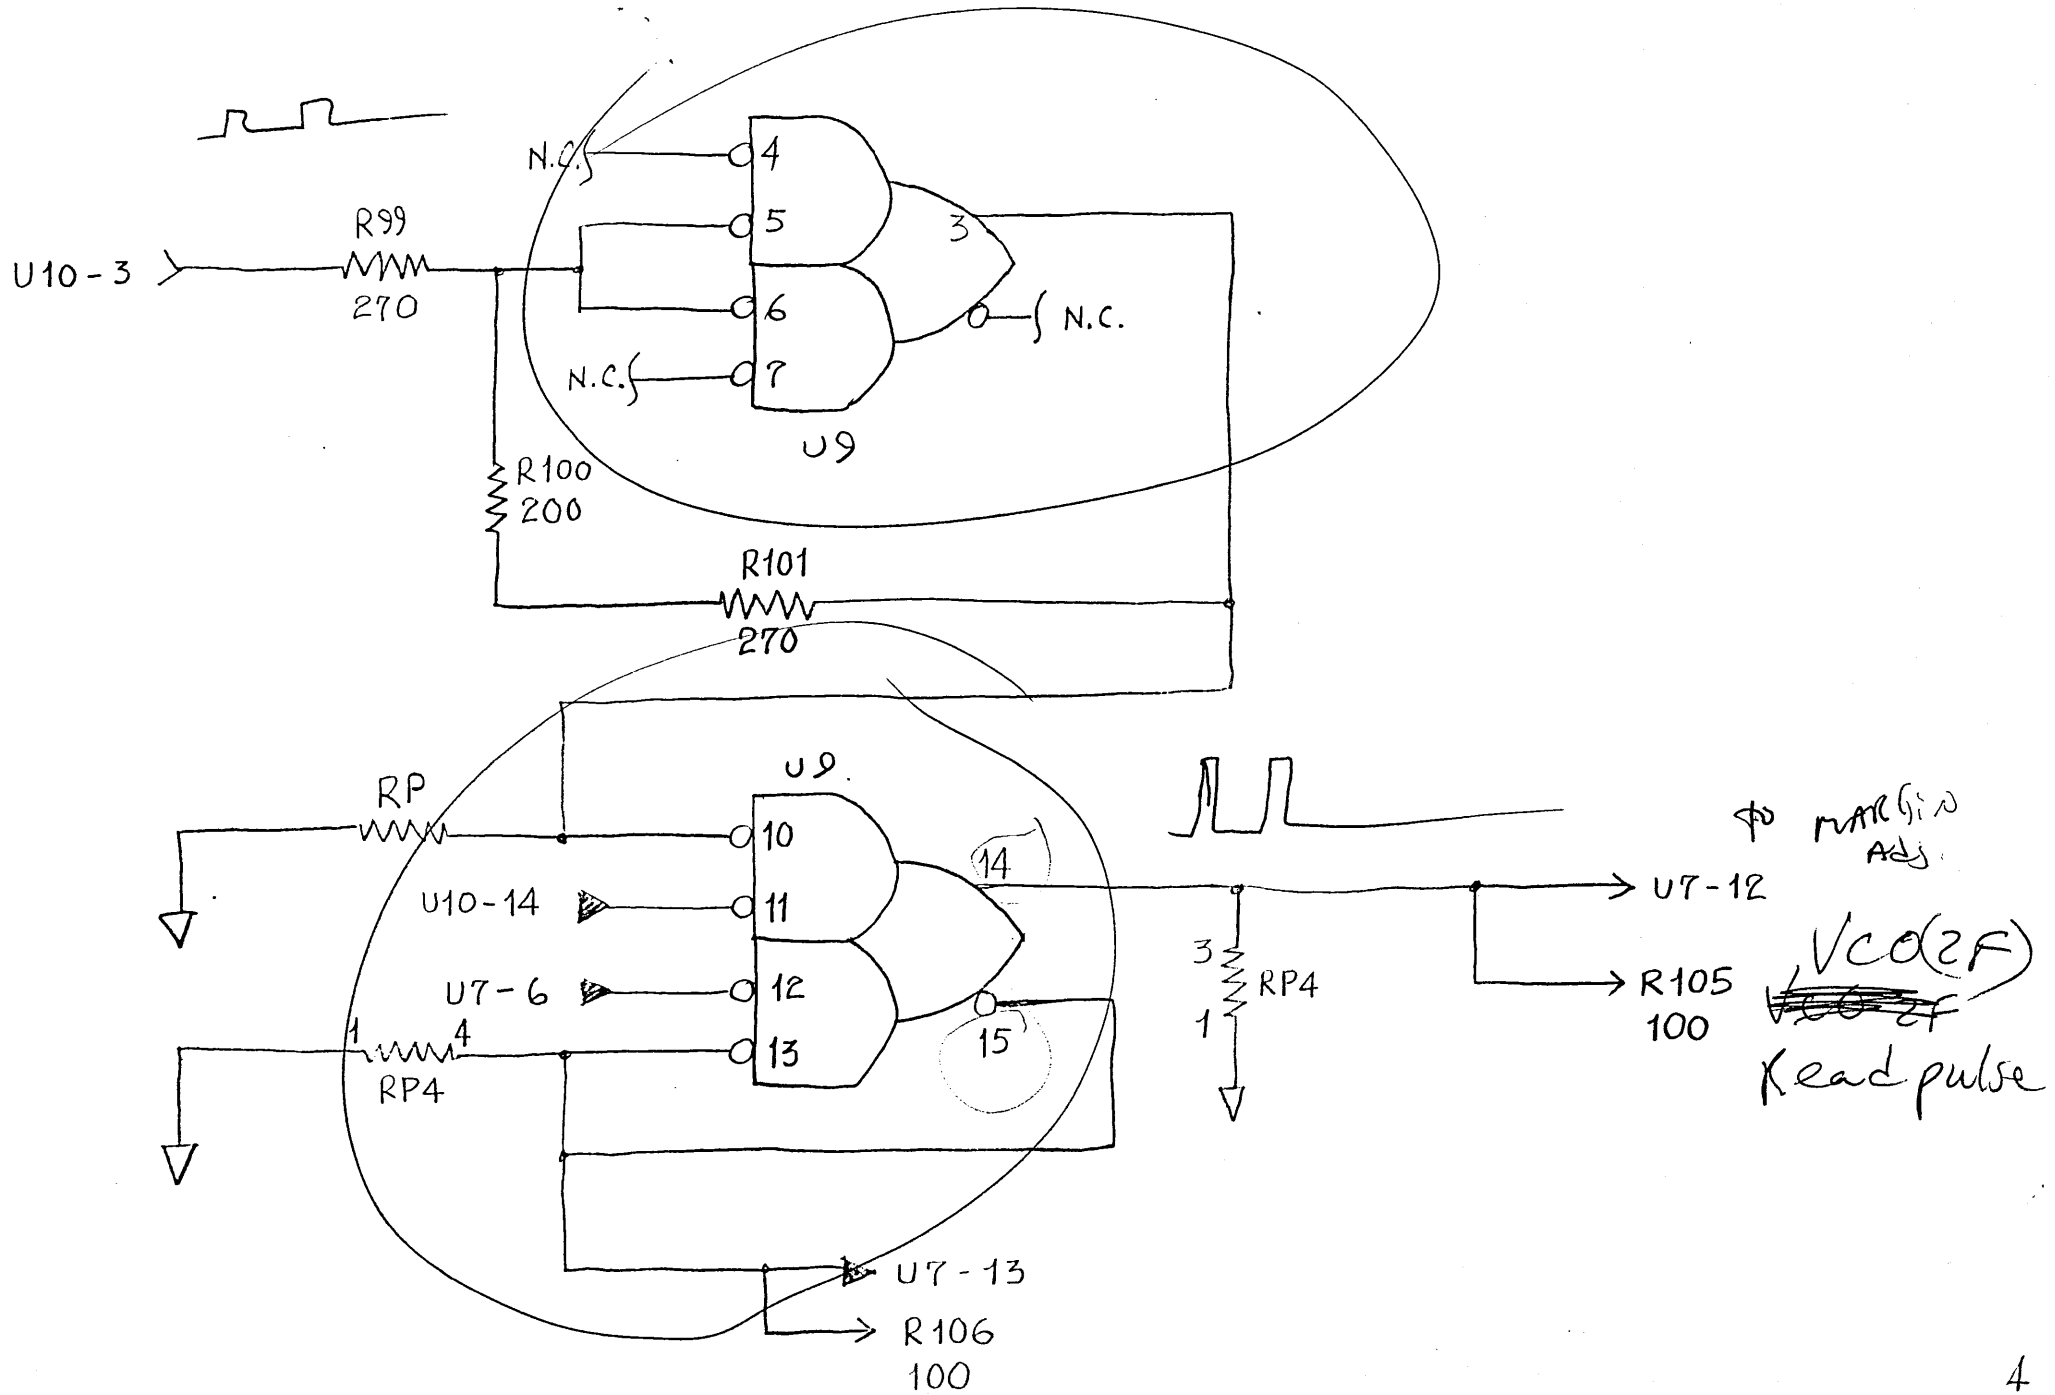 N.C.
4
R99
5
3
U10-3
270
6
N.C.
N.C.
7
U9
R100
200
R101
270
U9
RP
10
14
to MARGIN
Adj.
U10-14
11
U7-12
VCO(2F)
3
RP4
R105
U7-6
12
1
100
1
4
13
15
Read pulse
RP4
U7-13
R106
100
4